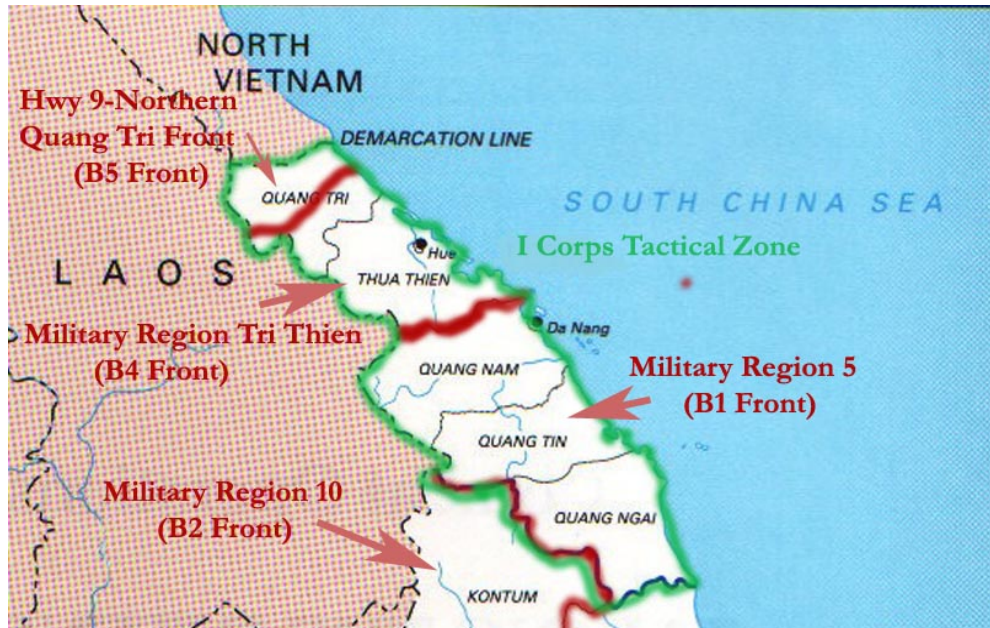 NORTH
VIETNAM
Hwy 9-Northern
Quang Tri Front
(B5 Front)
DEMARCATION LINE
QUANG TRI
SOUTH CHINA SEA
I Corps Tactical Zone
Hue
LAOS
THUA THIEN
Military Region Tri Thien
(B4 Front)
Da Nang
QUANG NAM
Military Region 5
(B1 Front)
QUANG TIN
Military Region 10
(B2 Front)
QUANG NGAI
KONTUM